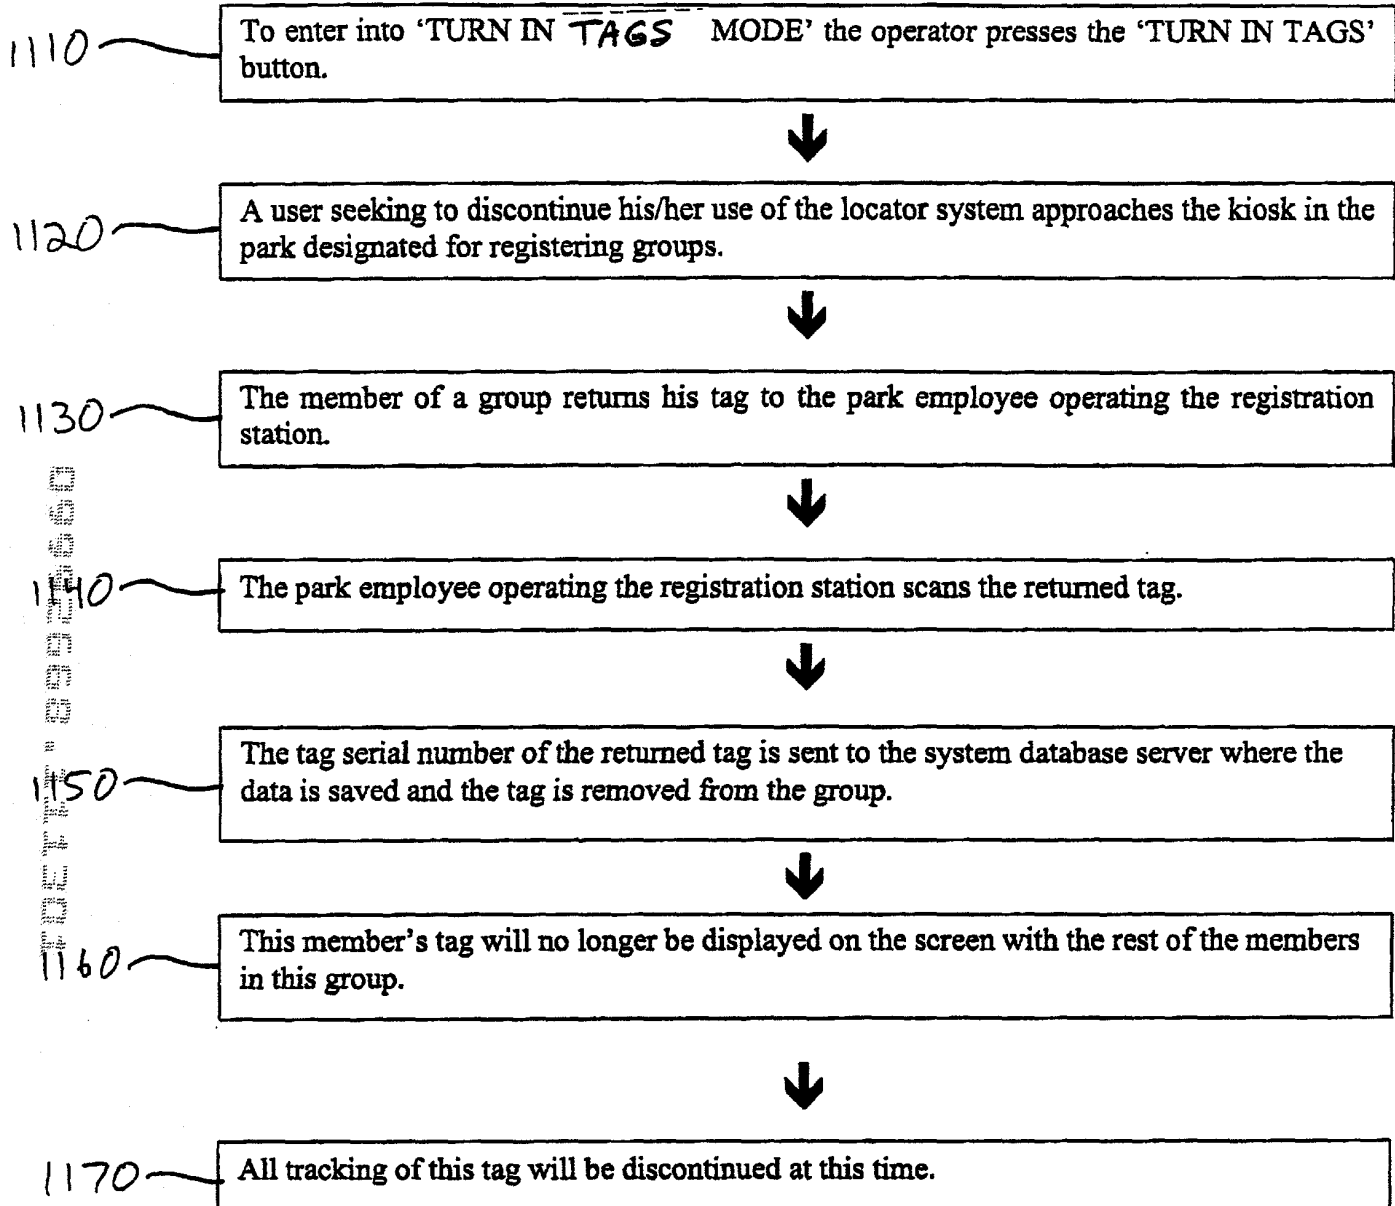 1110
To enter into ‘TURN IN TAGS MODE’ the operator presses the ‘TURN IN TAGS’
button.
1120
A user seeking to discontinue his/her use of the locator system approaches the kiosk in the
park designated for registering groups.
1130
The member of a group returns his tag to the park employee operating the registration
station.
1140
The park employee operating the registration station scans the returned tag.
1150
The tag serial number of the returned tag is sent to the system database server where the
data is saved and the tag is removed from the group.
1160
This member’s tag will no longer be displayed on the screen with the rest of the members
in this group.
1170
All tracking of this tag will be discontinued at this time.